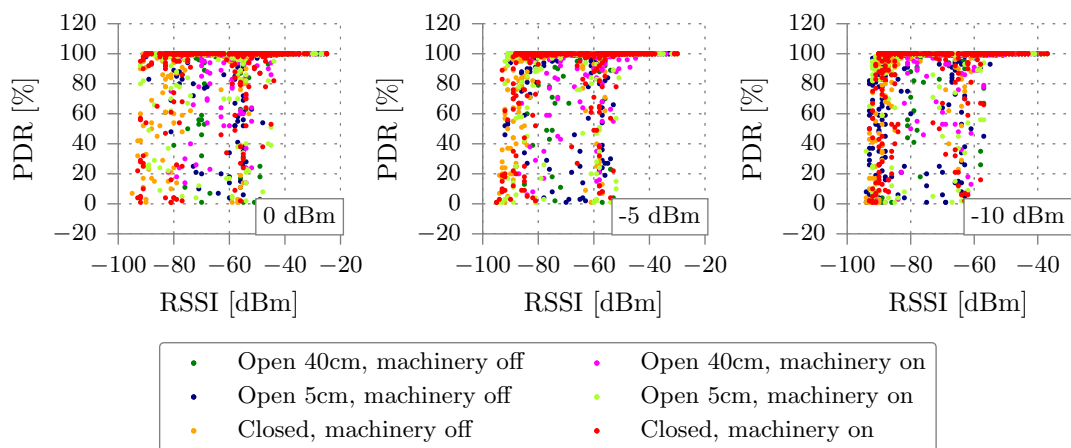 120
100
80
60
40
20
0
−20
PDR [%]
0 dBm
−100 −80 −60 −40 −20
RSSI [dBm]
120
100
80
60
40
20
0
−20
PDR [%]
-5 dBm
−100 −80 −60 −40 −20
RSSI [dBm]
120
100
80
60
40
20
0
−20
PDR [%]
-10 dBm
−100 −80 −60 −40
RSSI [dBm]
Open 40cm, machinery off
Open 5cm, machinery off
Closed, machinery off
Open 40cm, machinery on
Open 5cm, machinery on
Closed, machinery on